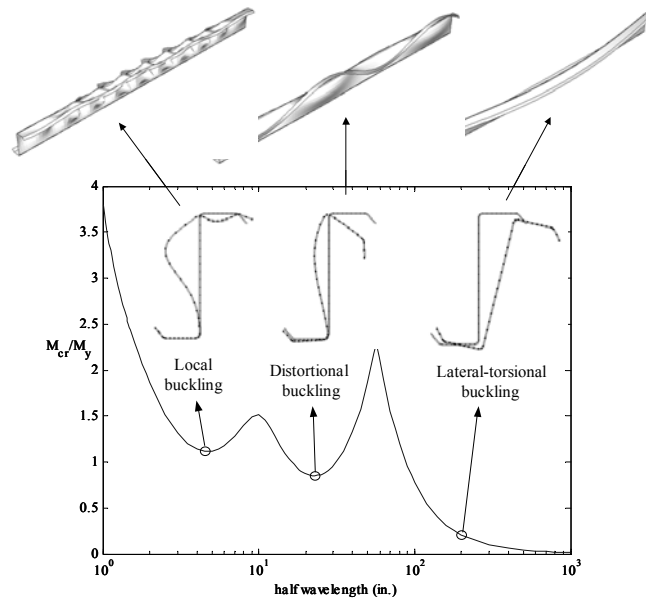 4
3.5
3
2.5
M_cr/M_y
2
1.5
1
0.5
0
Local
buckling
Distortional
buckling
Lateral-torsional
buckling
10^0
10^1
10^2
10^3
half wavelength (in.)